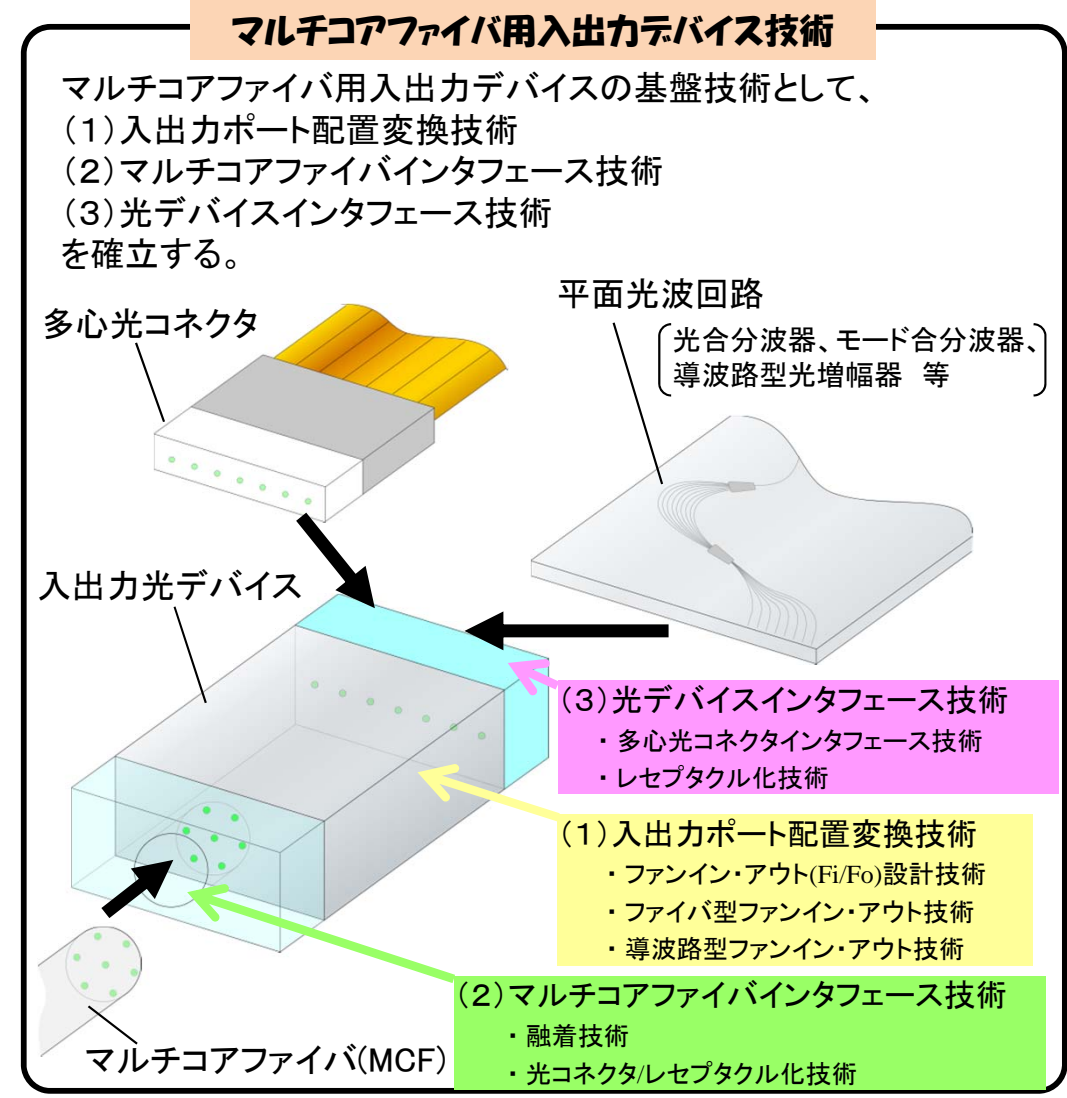 マルチコアファイバ用入出力デバイス技術
マルチコアファイバ用入出力デバイスの基盤技術として、
（１）入出力ポート配置変換技術
（２）マルチコアファイバインタフェース技術
（３）光デバイスインタフェース技術
を確立する。
平面光波回路
光合分波器、モード合分波器、
導波路型光増幅器　等
多心光コネクタ
入出力光デバイス
（３）光デバイスインタフェース技術
・多心光コネクタインタフェース技術
・レセプタクル化技術
（１）入出力ポート配置変換技術
・ファンイン・アウト(Fi/Fo)設計技術
・ファイバ型ファンイン・アウト技術
・導波路型ファンイン・アウト技術
（２）マルチコアファイバインタフェース技術
・融着技術
・光コネクタ/レセプタクル化技術
マルチコアファイバ(MCF)